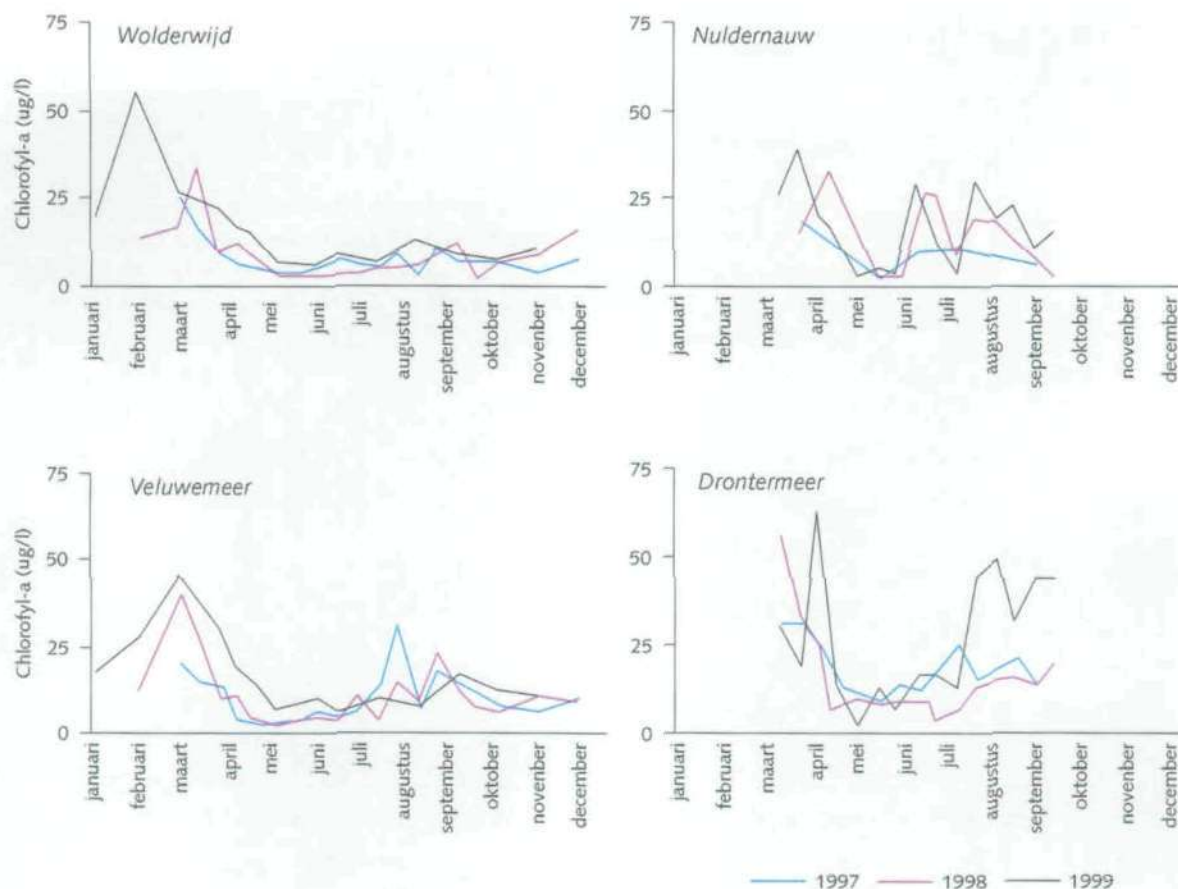 Wolderwijd
75
50
25
0
Chlorofyl-a (ug/l)
januari
februari
maart
april
mei
juni
juli
augustus
september
oktober
novenber
december
Nuldernauw
75
50
25
0
januari
februari
maart
april
mei
juni
juli
augustus
september
oktober
november
december
Veluwemeer
75
50
25
0
Chlorofyl-a (ug/l)
januari
februari
maart
april
mei
juni
juli
augustus
september
oktober
novenber
december
Drontermeer
75
50
25
0
januari
februari
maart
april
mei
juni
juli
augustus
september
oktober
november
december
1997 1998 1999